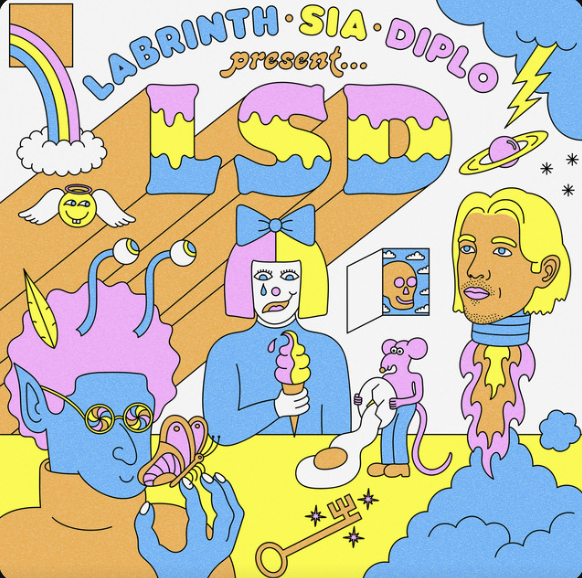 LABRINTH • SIA • DIPLO
present...
LSD